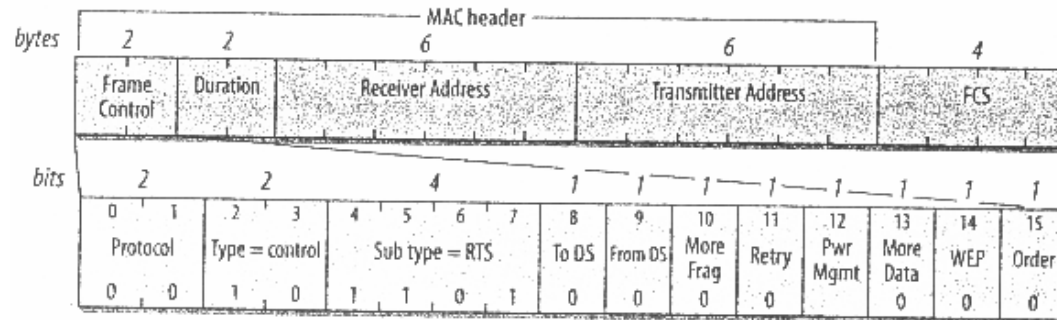 MAC header
bytes 2 2 6 6 4
Frame Control Duration Receiver Address Transmitter Address FCS
bits 2 2 4 1 1 1 1 1 1 1 1
0 1 2 3 4 5 6 7 8 9 10 11 12 13 14 15
Protocol Type = control Sub type = RTS To DS From DS More Frag Retry Pwr Mgmt More Data WEP Order
0 0 1 0 1 1 0 1 0 0 0 0 0 0 0